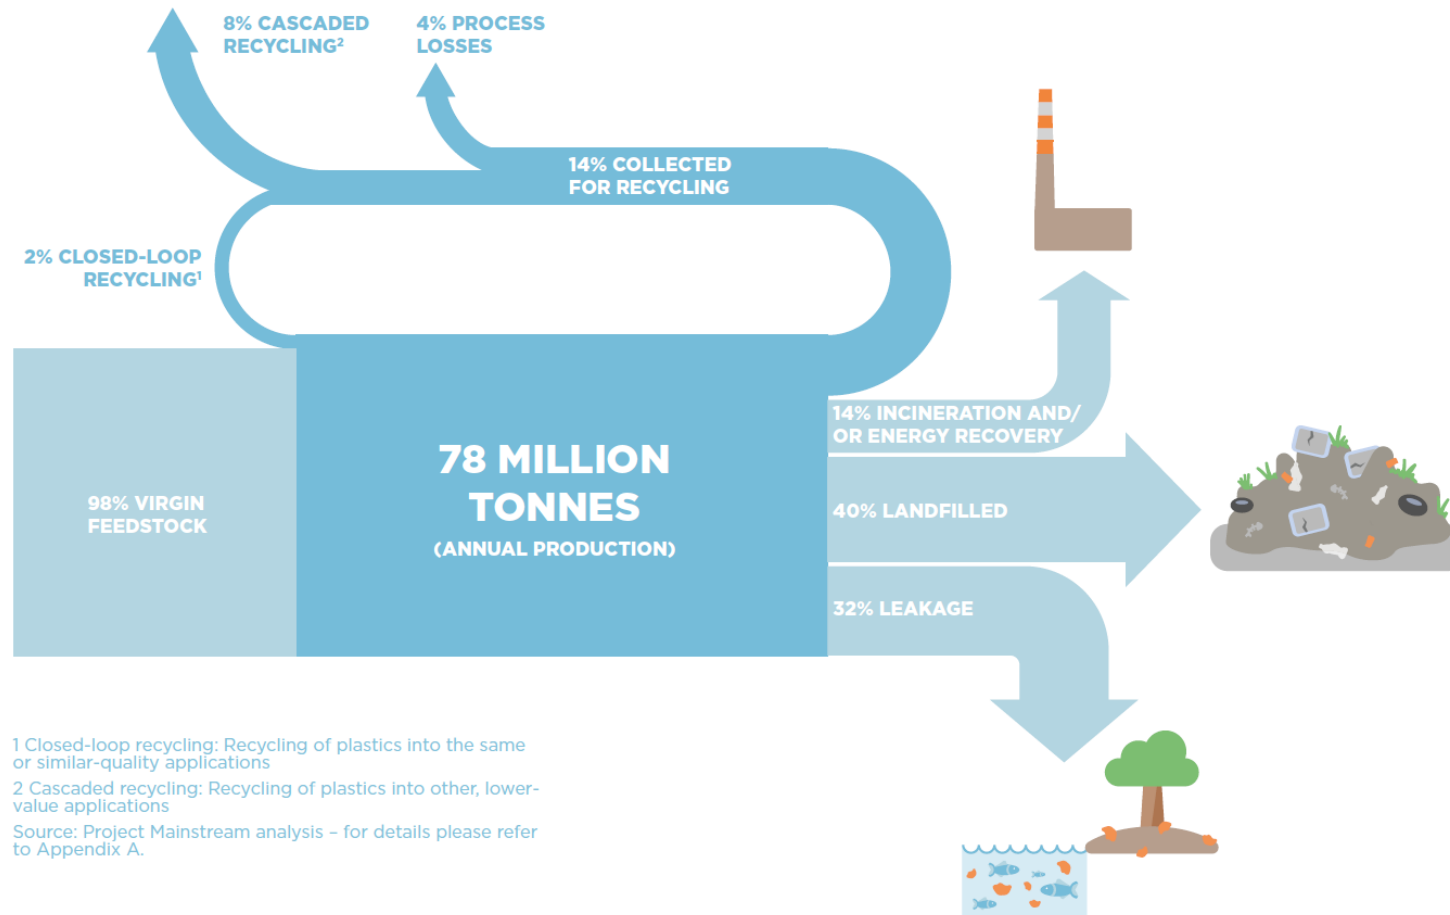 8% CASCADED
RECYCLING²
4% PROCESS
LOSSES
14% COLLECTED
FOR RECYCLING
2% CLOSED-LOOP
RECYCLING¹
98% VIRGIN
FEEDSTOCK
78 MILLION
TONNES
(ANNUAL PRODUCTION)
14% INCINERATION AND/
OR ENERGY RECOVERY
40% LANDFILLED
32% LEAKAGE
1 Closed-loop recycling: Recycling of plastics into the same
or similar-quality applications
2 Cascaded recycling: Recycling of plastics into other, lower-
value applications
Source: Project Mainstream analysis – for details please refer
to Appendix A.